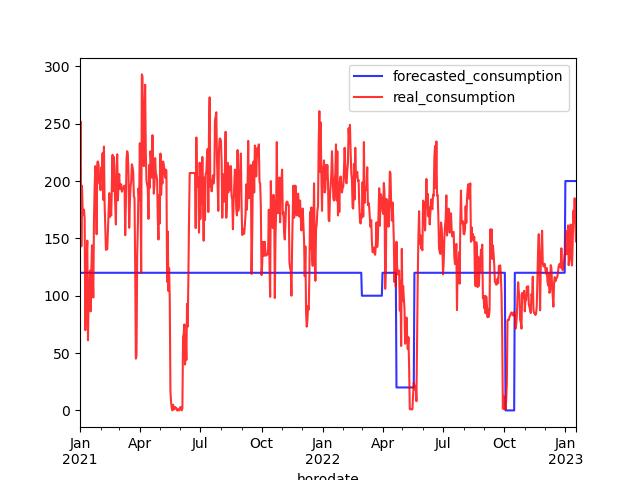 300
250
200
150
100
50
0
forecasted_consumption
real_consumption
Jan Apr Jul Oct Jan Apr Jul Oct Jan
2021 2022 2023
horodate